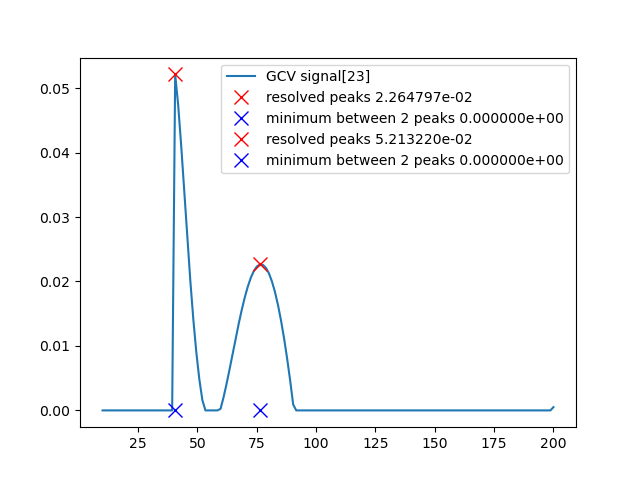 GCV signal[23]
resolved peaks 2.264797e-02
minimum between 2 peaks 0.000000e+00
resolved peaks 5.213220e-02
minimum between 2 peaks 0.000000e+00
0.05
0.04
0.03
0.02
0.01
0.00
25 50 75 100 125 150 175 200